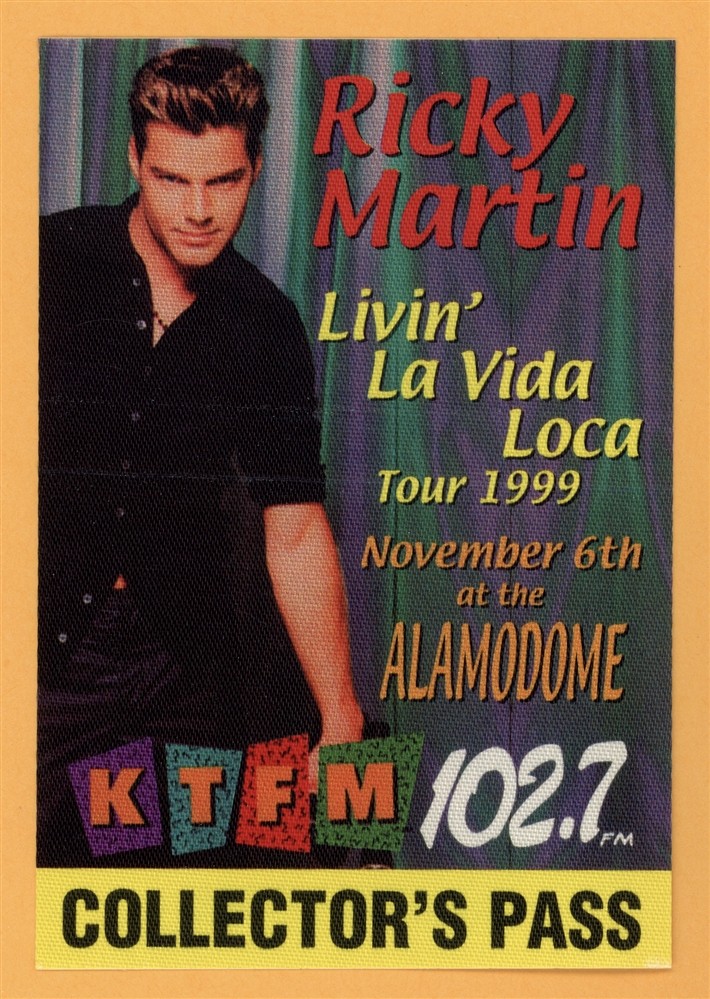 Ricky
Martin
Livin'
La Vida
Loca
Tour 1999
November 6th
at the
ALAMODOME
KTFM 102.7 FM
COLLECTOR'S PASS